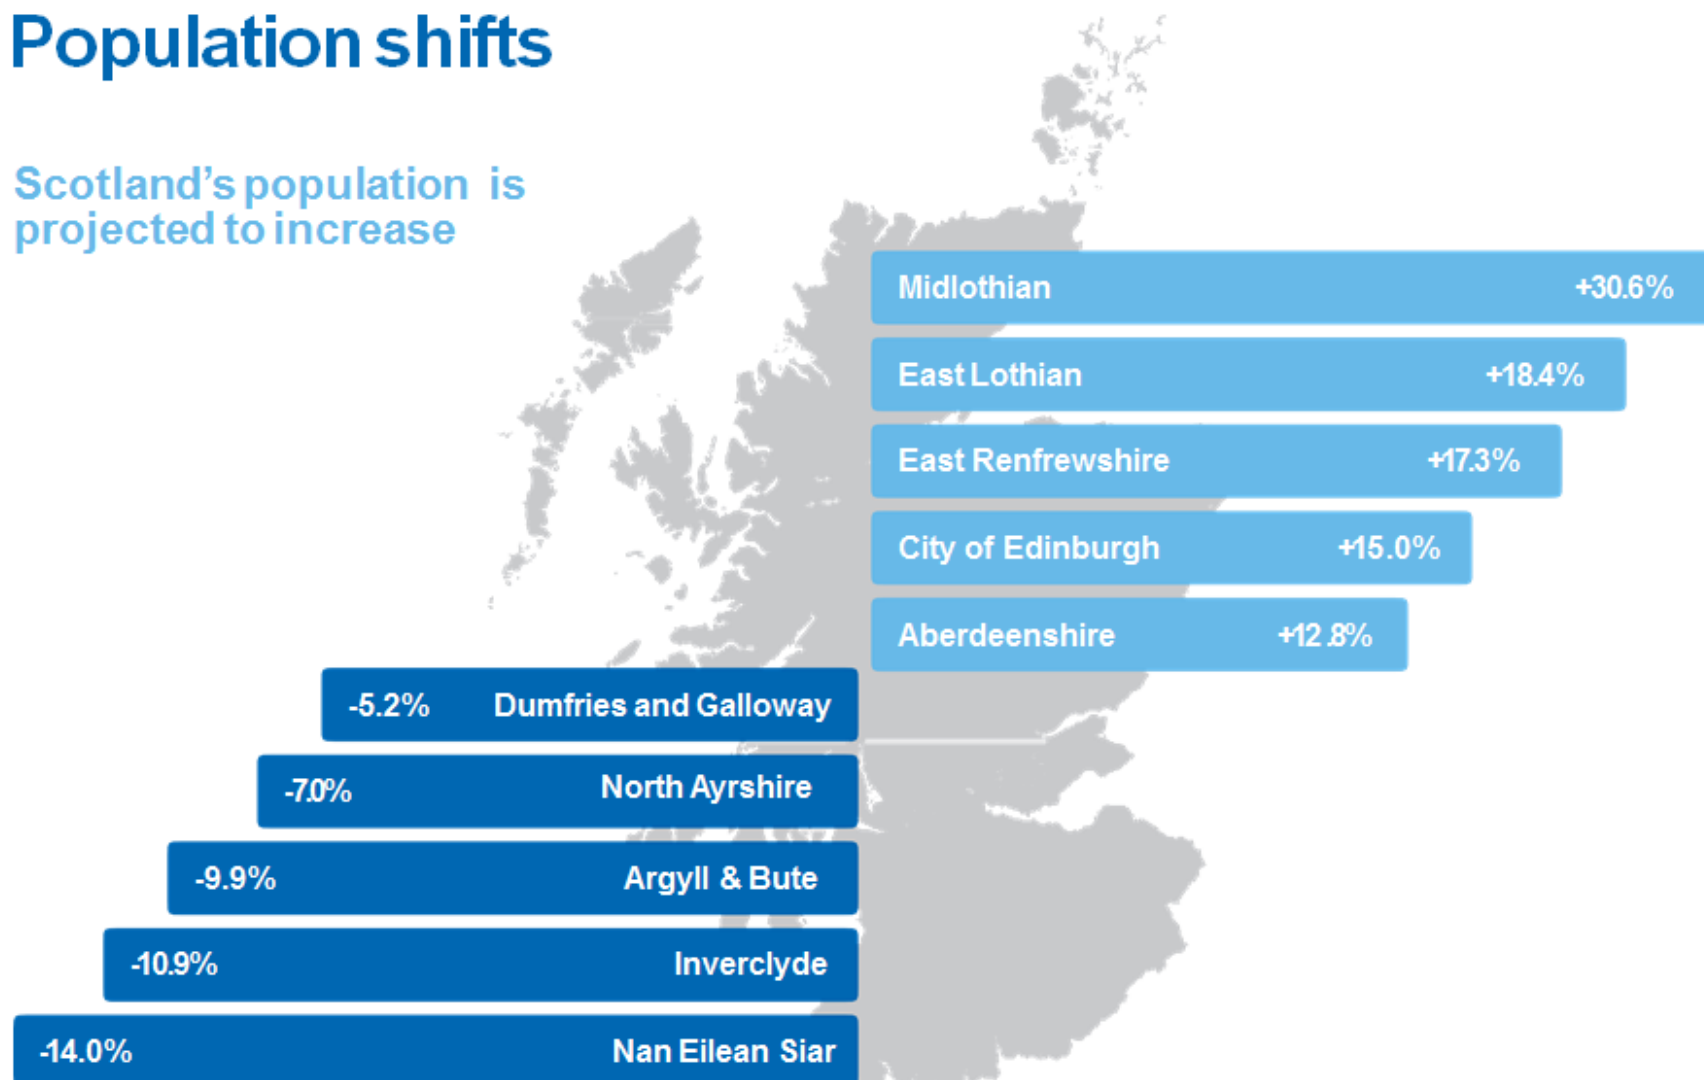 Population shifts
Scotland's population is
projected to increase
Midlothian +30.6%
East Lothian +18.4%
East Renfrewshire +17.3%
City of Edinburgh +15.0%
Aberdeenshire +12.8%
-5.2% Dumfries and Galloway
-7.0% North Ayrshire
-9.9% Argyll & Bute
-10.9% Inverclyde
-14.0% Nan Eilean Siar